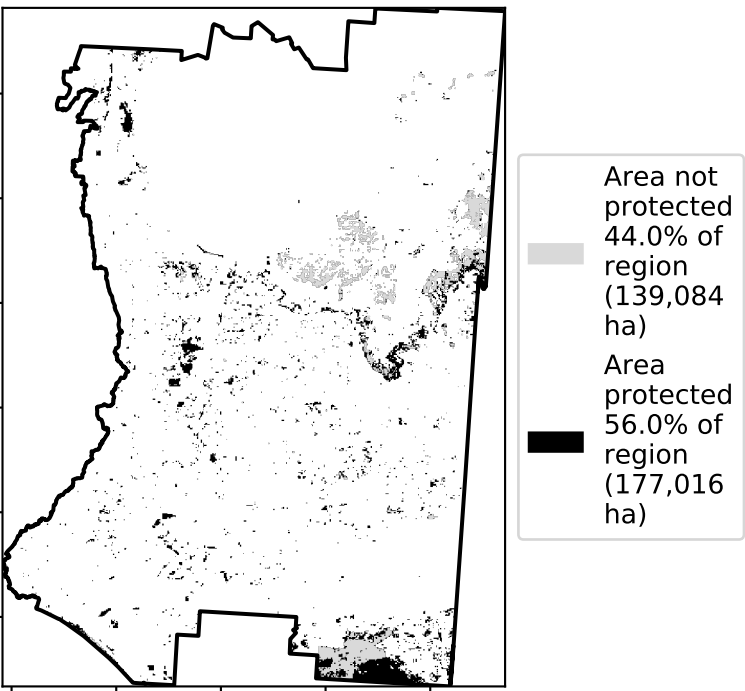 Area not
protected
44.0% of
region
(139,084
ha)
Area
protected
56.0% of
region
(177,016
ha)